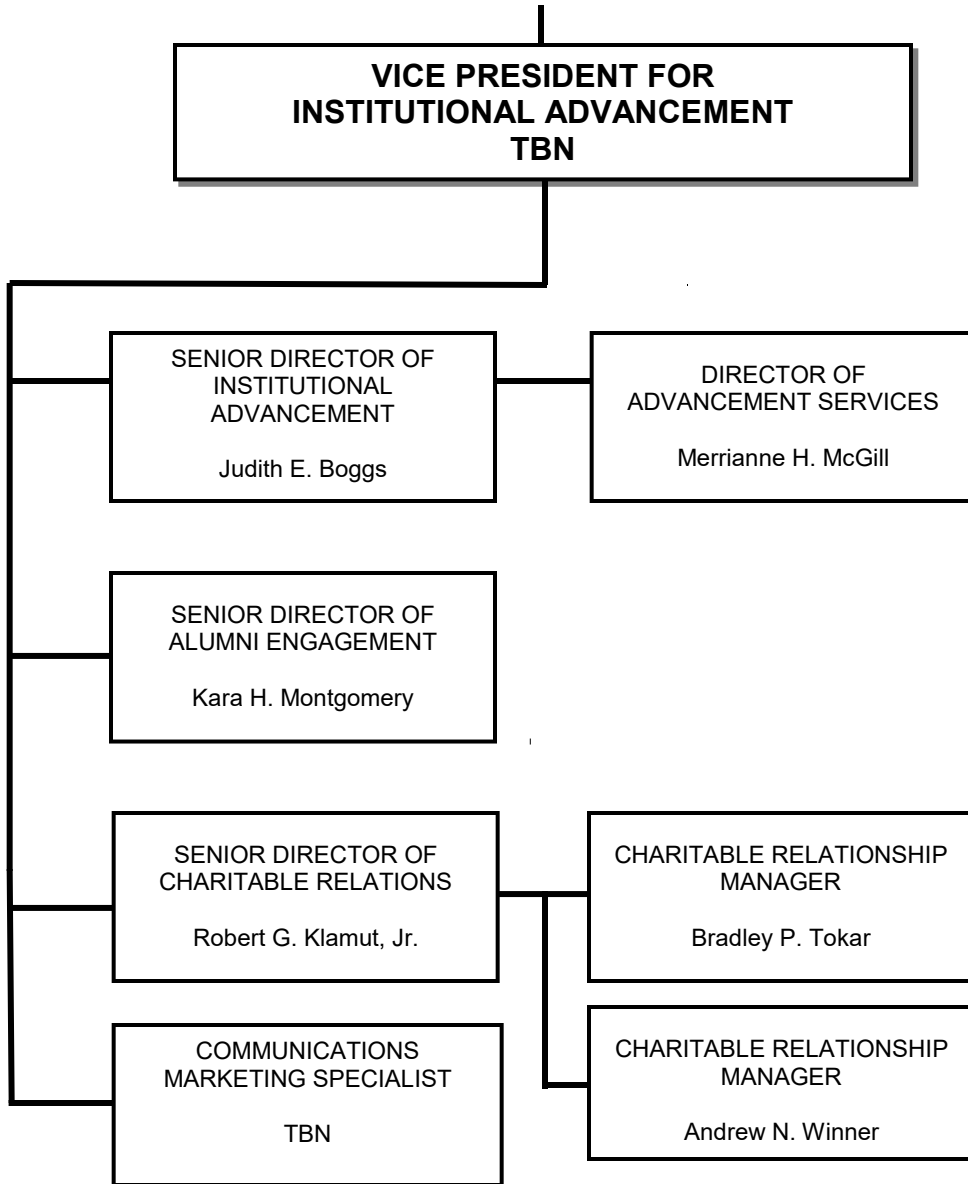 VICE PRESIDENT FOR
INSTITUTIONAL ADVANCEMENT
TBN
SENIOR DIRECTOR OF
INSTITUTIONAL
ADVANCEMENT
Judith E. Boggs
DIRECTOR OF
ADVANCEMENT SERVICES
Merrianne H. McGill
SENIOR DIRECTOR OF
ALUMNI ENGAGEMENT
Kara H. Montgomery
SENIOR DIRECTOR OF
CHARITABLE RELATIONS
Robert G. Klamut, Jr.
CHARITABLE RELATIONSHIP
MANAGER
Bradley P. Tokar
COMMUNICATIONS
MARKETING SPECIALIST
TBN
CHARITABLE RELATIONSHIP
MANAGER
Andrew N. Winner